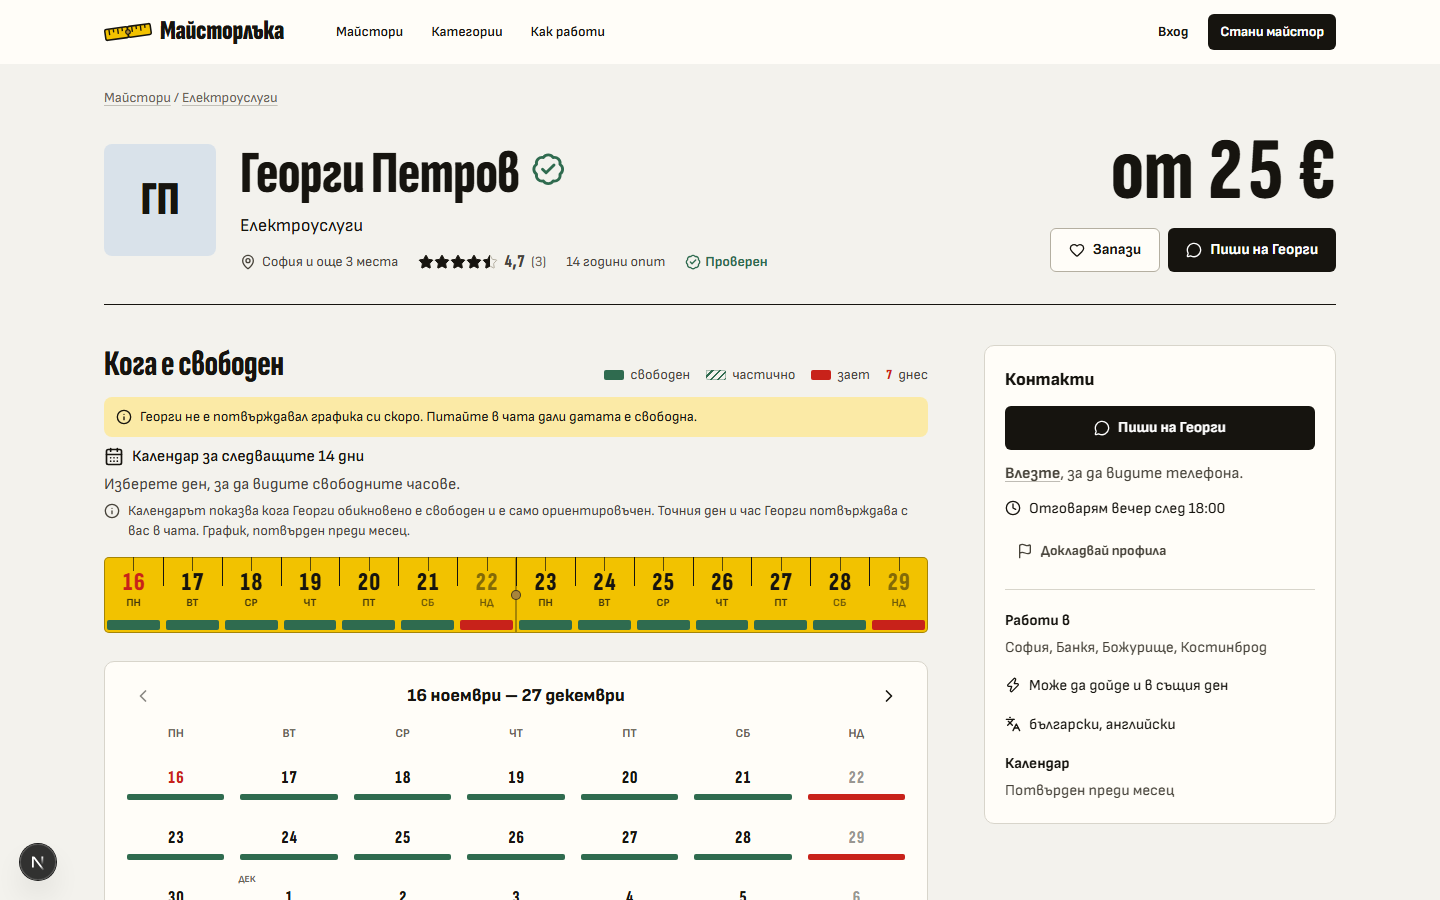 Майсторлъка
Майстори
Категории
Как работи
Вход
Стани майстор
Майстори / Електроуслуги
ГП
Георги Петров
от 25 €
Електроуслуги
София и още 3 места
4,7 (3)
14 години опит
Проверен
Запази
Пиши на Георги
Кога е свободен
свободен
частично
зает
7 днес
Георги не е потвърждавал графика си скоро. Питайте в чата дали датата е свободна.
Календар за следващите 14 дни
Изберете ден, за да видите свободните часове.
Календарът показва кога Георги обикновено е свободен и е само ориентировъчен. Точния ден и час Георги потвърждава с
вас в чата. График, потвърден преди месец.
16 17 18 19 20 21 22 23 24 25 26 27 28 29
ПН ВТ СР ЧТ ПТ СБ НД ПН ВТ СР ЧТ ПТ СБ НД
16 ноември – 27 декември
ПН ВТ СР ЧТ ПТ СБ НД
16 17 18 19 20 21 22
23 24 25 26 27 28 29
ДЕК
30 1 2 3 4 5 6
Контакти
Пиши на Георги
Влезте, за да видите телефона.
Отговарям вечер след 18:00
Докладвай профила
Работи в
София, Банкя, Божурище, Костинброд
Може да дойде и в същия ден
български, английски
Календар
Потвърден преди месец
N